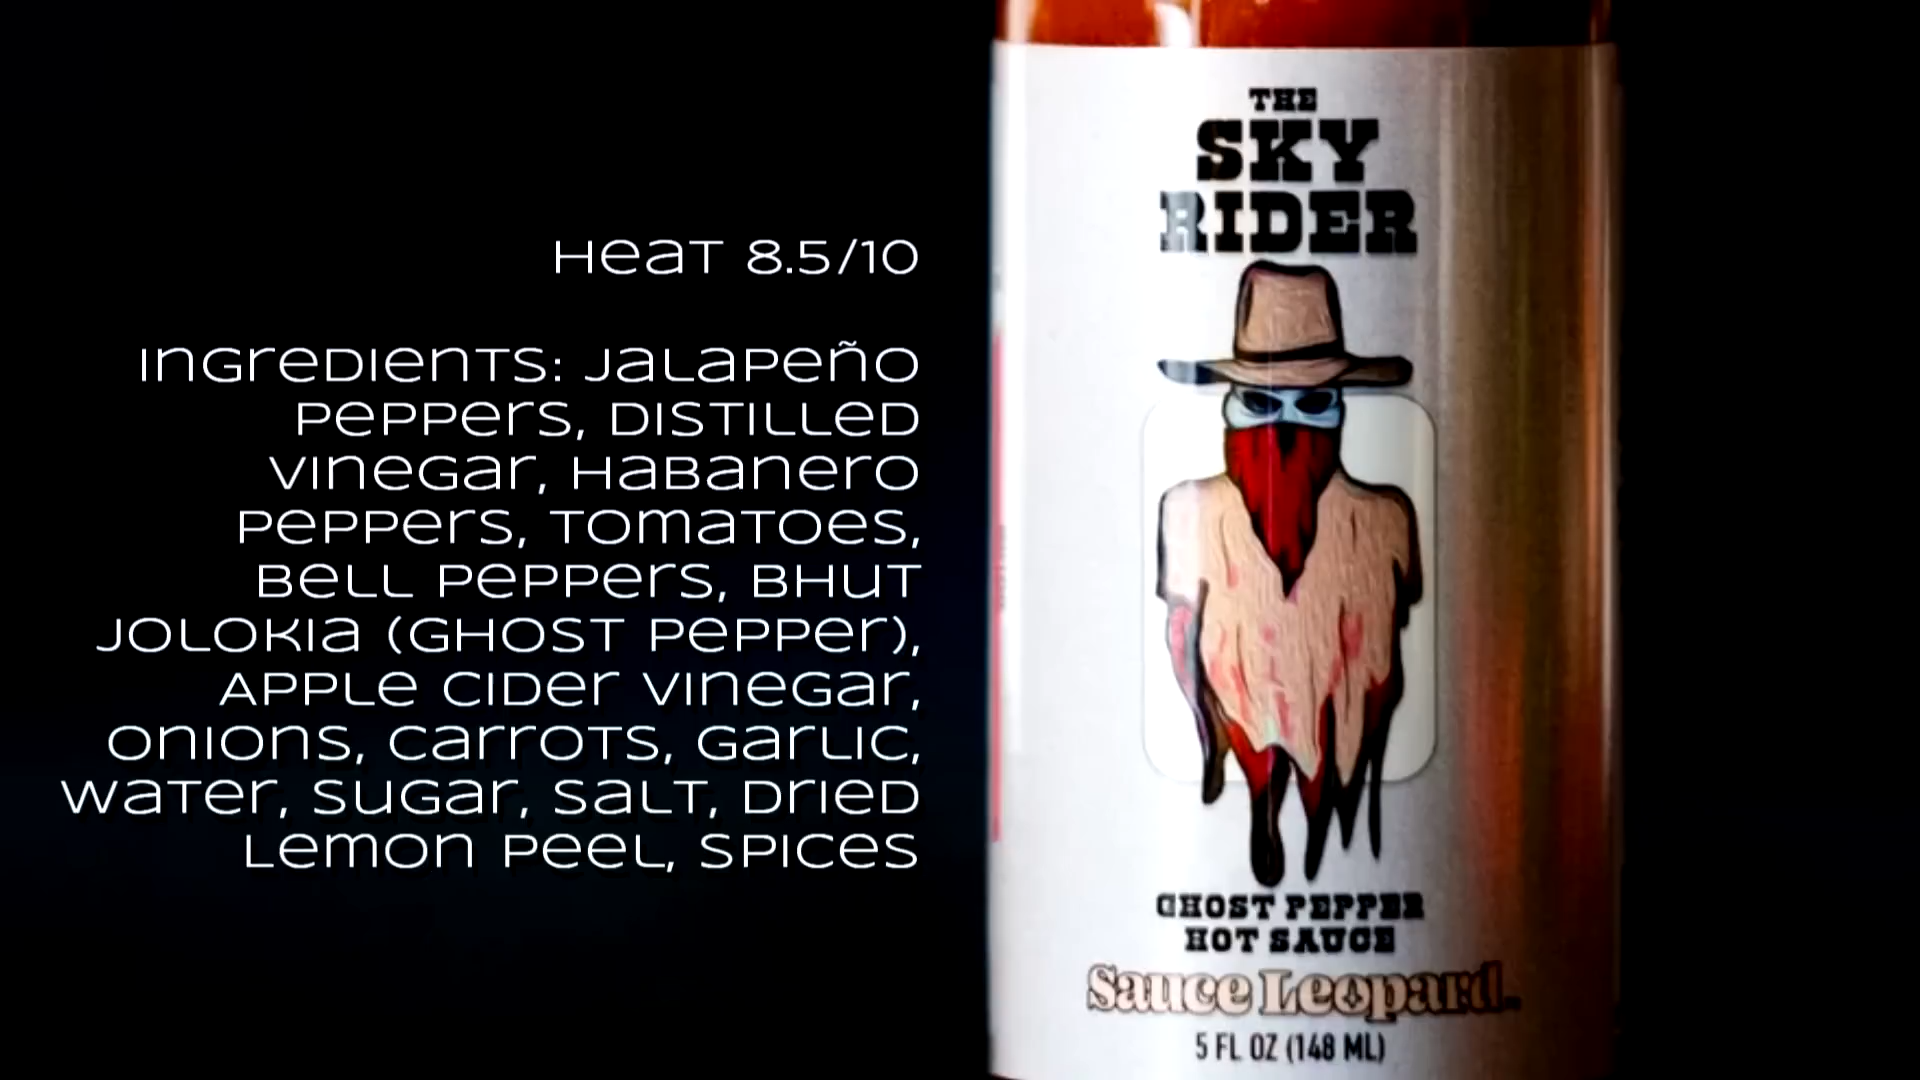 Heat 8.5/10
Ingredients: Jalapeño
Peppers, Distilled
Vinegar, Habanero
Peppers, Tomatoes,
Bell Peppers, Bhut
Jolokia (Ghost Pepper),
Apple Cider Vinegar,
Onions, Carrots, Garlic,
Water, Sugar, Salt, Dried
Lemon Peel, Spices
THE
SKY
RIDER
GHOST PEPPER
HOT SAUCE
Sauce Leopard
5 FL OZ (148 ML)